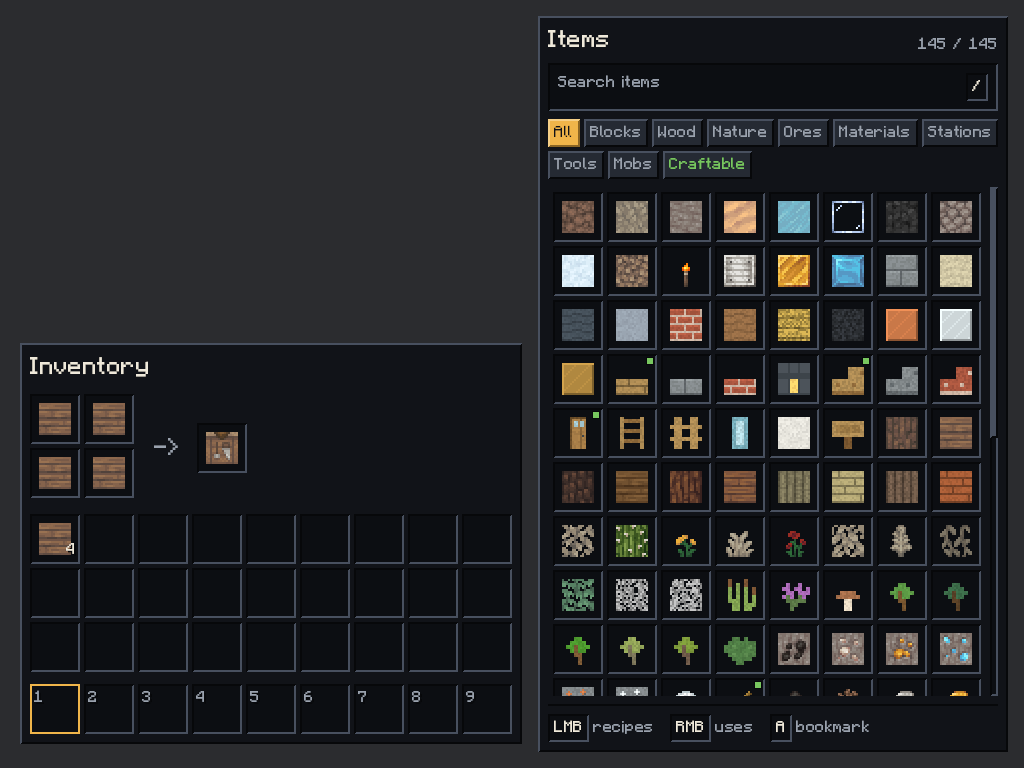 Items
145 / 145
Search items
/
All Blocks Wood Nature Ores Materials Stations
Tools Mobs Craftable
Inventory
->
4
1 2 3 4 5 6 7 8 9
LMB recipes RMB uses A bookmark